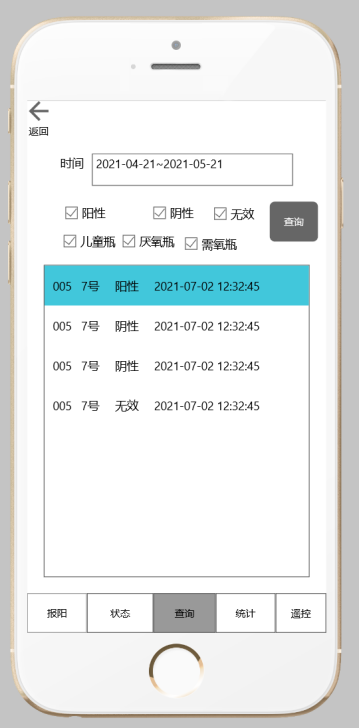 返回
时间 2021-04-21~2021-05-21
阳性 阴性 无效 查询
儿童瓶 厌氧瓶 需氧瓶
005 7号 阳性 2021-07-02 12:32:45
005 7号 阴性 2021-07-02 12:32:45
005 7号 阴性 2021-07-02 12:32:45
005 7号 无效 2021-07-02 12:32:45
报阳 状态 查询 统计 遥控